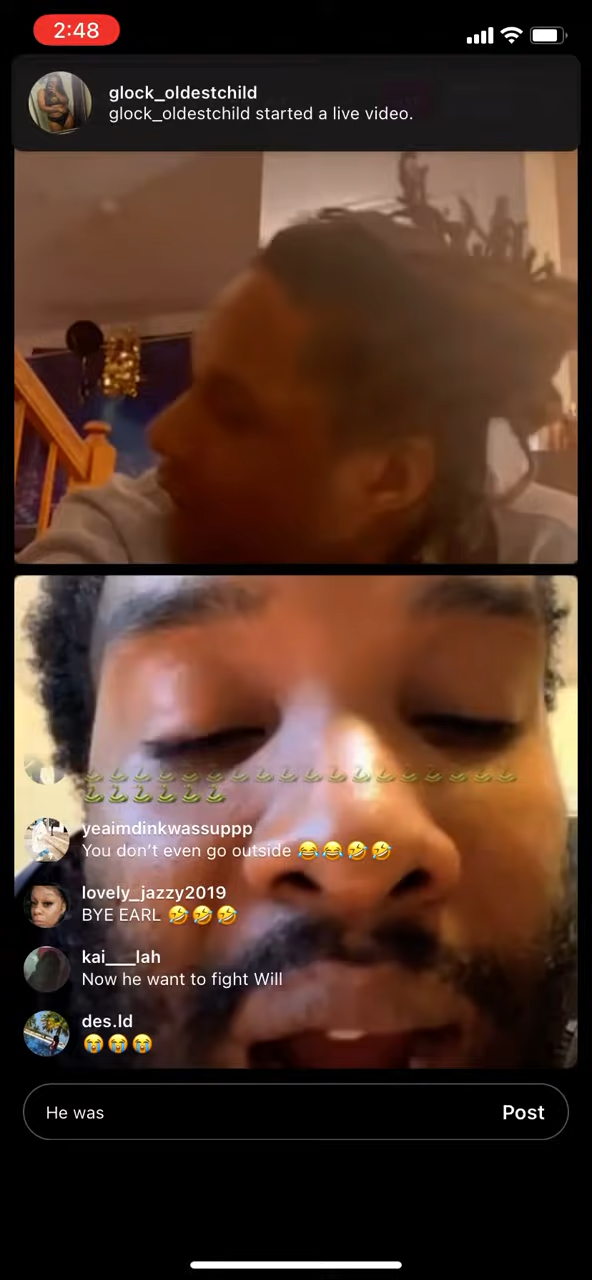 2:48
glock_oldestchild
glock_oldestchild started a live video.
yeaimdinkwassuppp
You don’t even go outside 😂😂🤣🤣
lovely_jazzy2019
BYE EARL 🤣🤣🤣
kai___lah
Now he want to fight Will
des.ld
😭😭😭
He was
Post